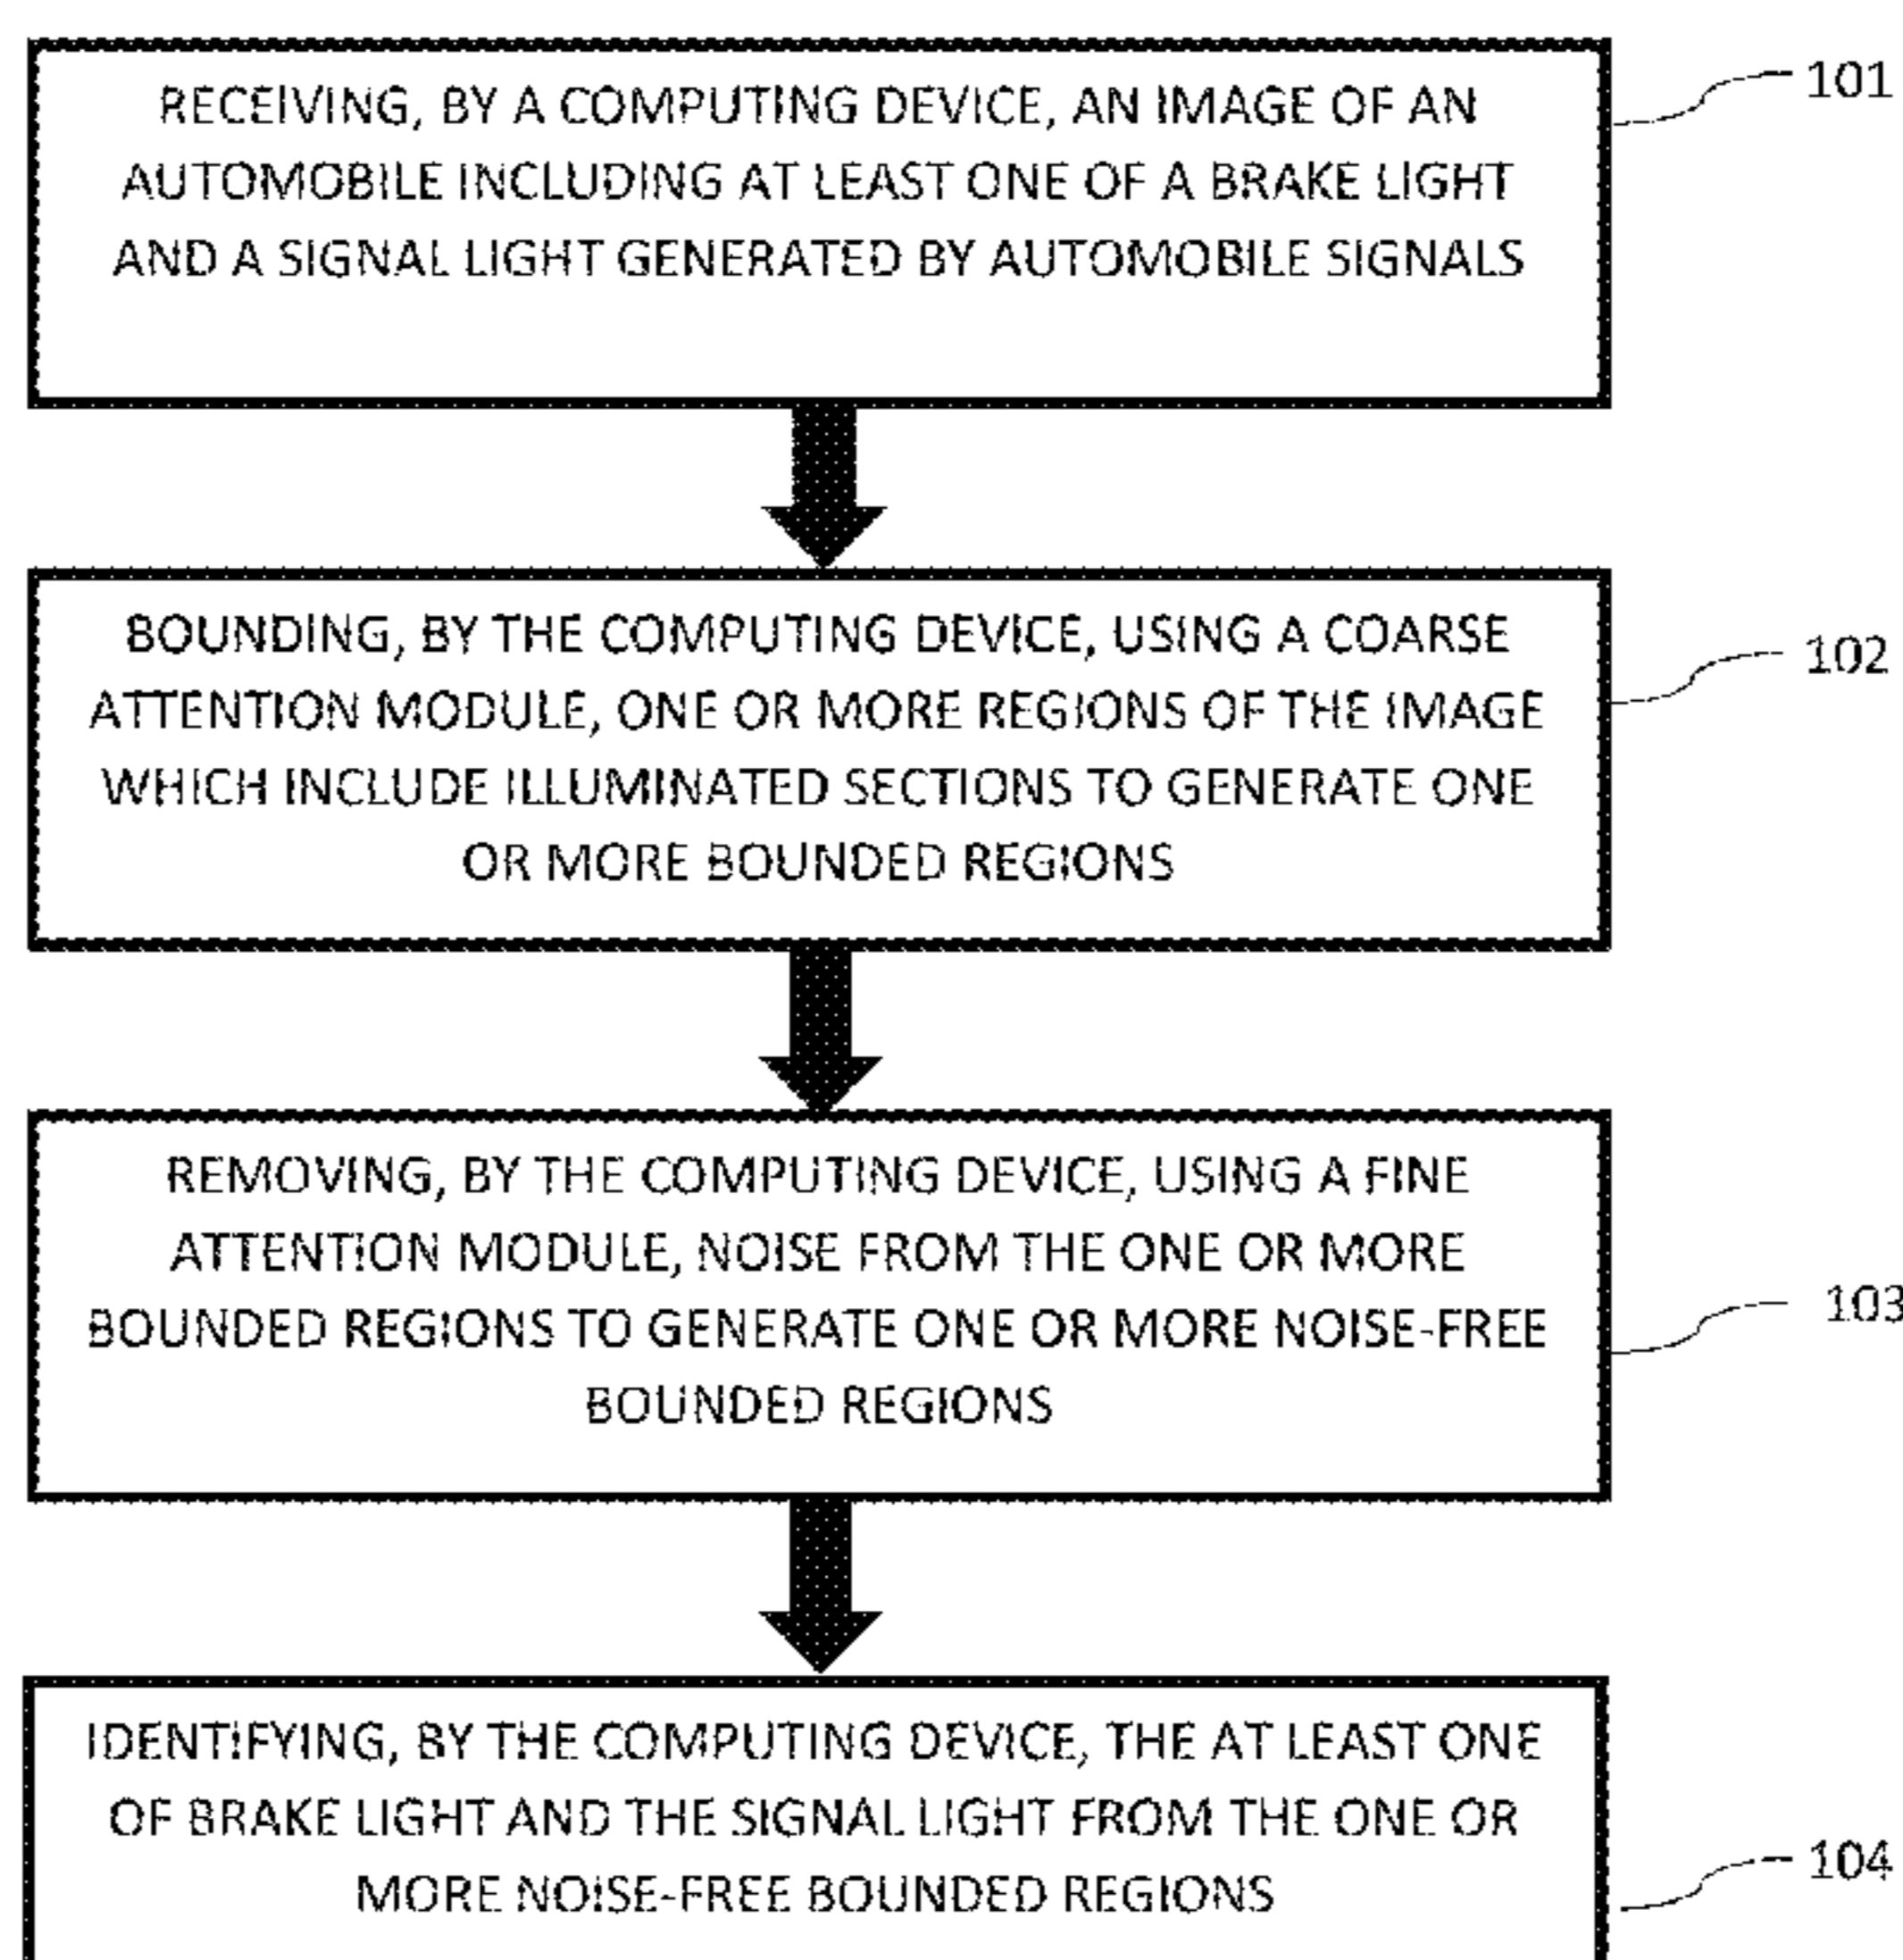 RECEIVING, BY A COMPUTING DEVICE, AN IMAGE OF AN
AUTOMOBILE INCLUDING AT LEAST ONE OF A BRAKE LIGHT
AND A SIGNAL LIGHT GENERATED BY AUTOMOBILE SIGNALS
101
BOUNDING, BY THE COMPUTING DEVICE, USING A COARSE
ATTENTION MODULE, ONE OR MORE REGIONS OF THE IMAGE
WHICH INCLUDE ILLUMINATED SECTIONS TO GENERATE ONE
OR MORE BOUNDED REGIONS
102
REMOVING, BY THE COMPUTING DEVICE, USING A FINE
ATTENTION MODULE, NOISE FROM THE ONE OR MORE
BOUNDED REGIONS TO GENERATE ONE OR MORE NOISE-FREE
BOUNDED REGIONS
103
IDENTIFYING, BY THE COMPUTING DEVICE, THE AT LEAST ONE
OF BRAKE LIGHT AND THE SIGNAL LIGHT FROM THE ONE OR
MORE NOISE-FREE BOUNDED REGIONS
104